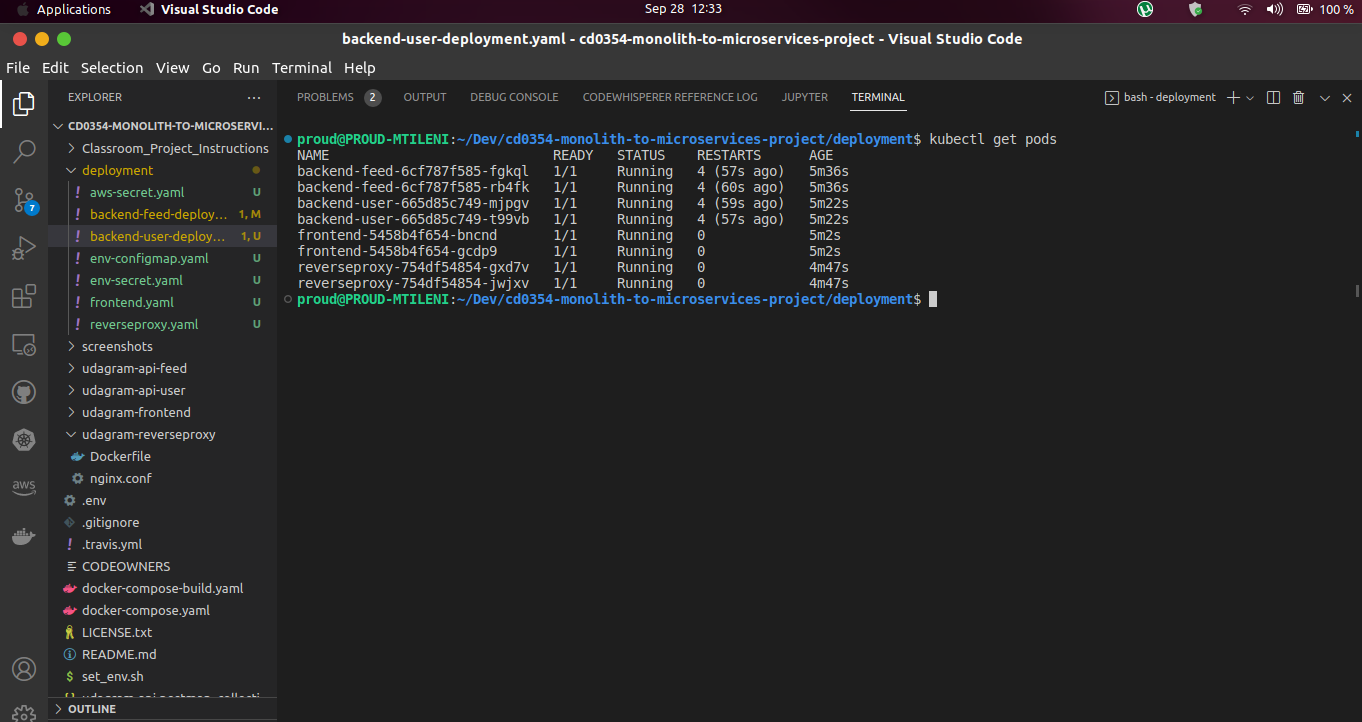 Applications Visual Studio Code Sep 28 12:33 100 %
backend-user-deployment.yaml - cd0354-monolith-to-microservices-project - Visual Studio Code
File Edit Selection View Go Run Terminal Help
EXPLORER ...
CD0354-MONOLITH-TO-MICROSERVI...
Classroom_Project_Instructions
deployment
! aws-secret.yaml U
! backend-feed-deploy... 1, M
! backend-user-deploy... 1, U
! env-configmap.yaml U
! env-secret.yaml U
! frontend.yaml U
! reverseproxy.yaml U
screenshots
udagram-api-feed
udagram-api-user
udagram-frontend
udagram-reverseproxy
Dockerfile
nginx.conf
.env
.gitignore
! .travis.yml
CODEOWNERS
docker-compose-build.yaml
docker-compose.yaml
LICENSE.txt
README.md
$ set_env.sh
OUTLINE
7
aws
PROBLEMS 2 OUTPUT DEBUG CONSOLE CODEWHISPERER REFERENCE LOG JUPYTER TERMINAL bash - deployment
proud@PROUD-MTILENI:~/Dev/cd0354-monolith-to-microservices-project/deployment$ kubectl get pods
NAME READY STATUS RESTARTS AGE
backend-feed-6cf787f585-fgkql 1/1 Running 4 (57s ago) 5m36s
backend-feed-6cf787f585-rb4fk 1/1 Running 4 (60s ago) 5m36s
backend-user-665d85c749-mjpgv 1/1 Running 4 (59s ago) 5m22s
backend-user-665d85c749-t99vb 1/1 Running 4 (57s ago) 5m22s
frontend-5458b4f654-bncnd 1/1 Running 0 5m2s
frontend-5458b4f654-gcdp9 1/1 Running 0 5m2s
reverseproxy-754df54854-gxd7v 1/1 Running 0 4m47s
reverseproxy-754df54854-jwjxv 1/1 Running 0 4m47s
proud@PROUD-MTILENI:~/Dev/cd0354-monolith-to-microservices-project/deployment$